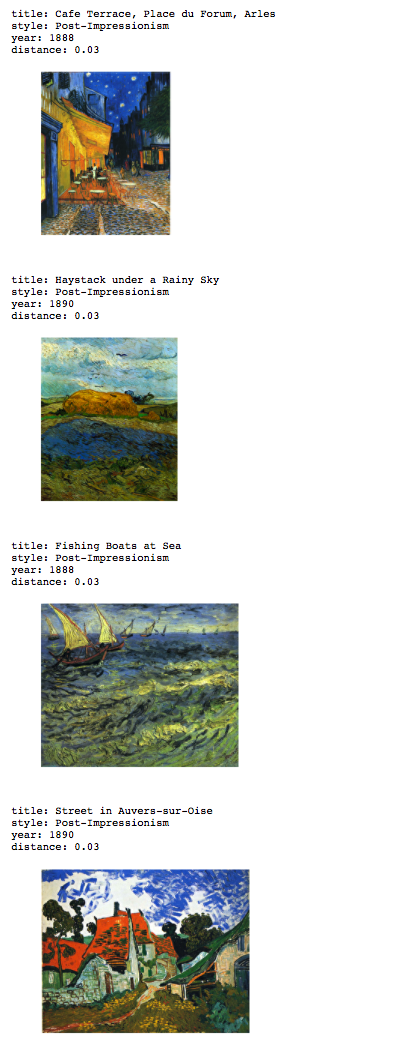 title: Cafe Terrace, Place du Forum, Arles
style: Post-Impressionism
year: 1888
distance: 0.03
title: Haystack under a Rainy Sky
style: Post-Impressionism
year: 1890
distance: 0.03
title: Fishing Boats at Sea
style: Post-Impressionism
year: 1888
distance: 0.03
title: Street in Auvers-sur-Oise
style: Post-Impressionism
year: 1890
distance: 0.03